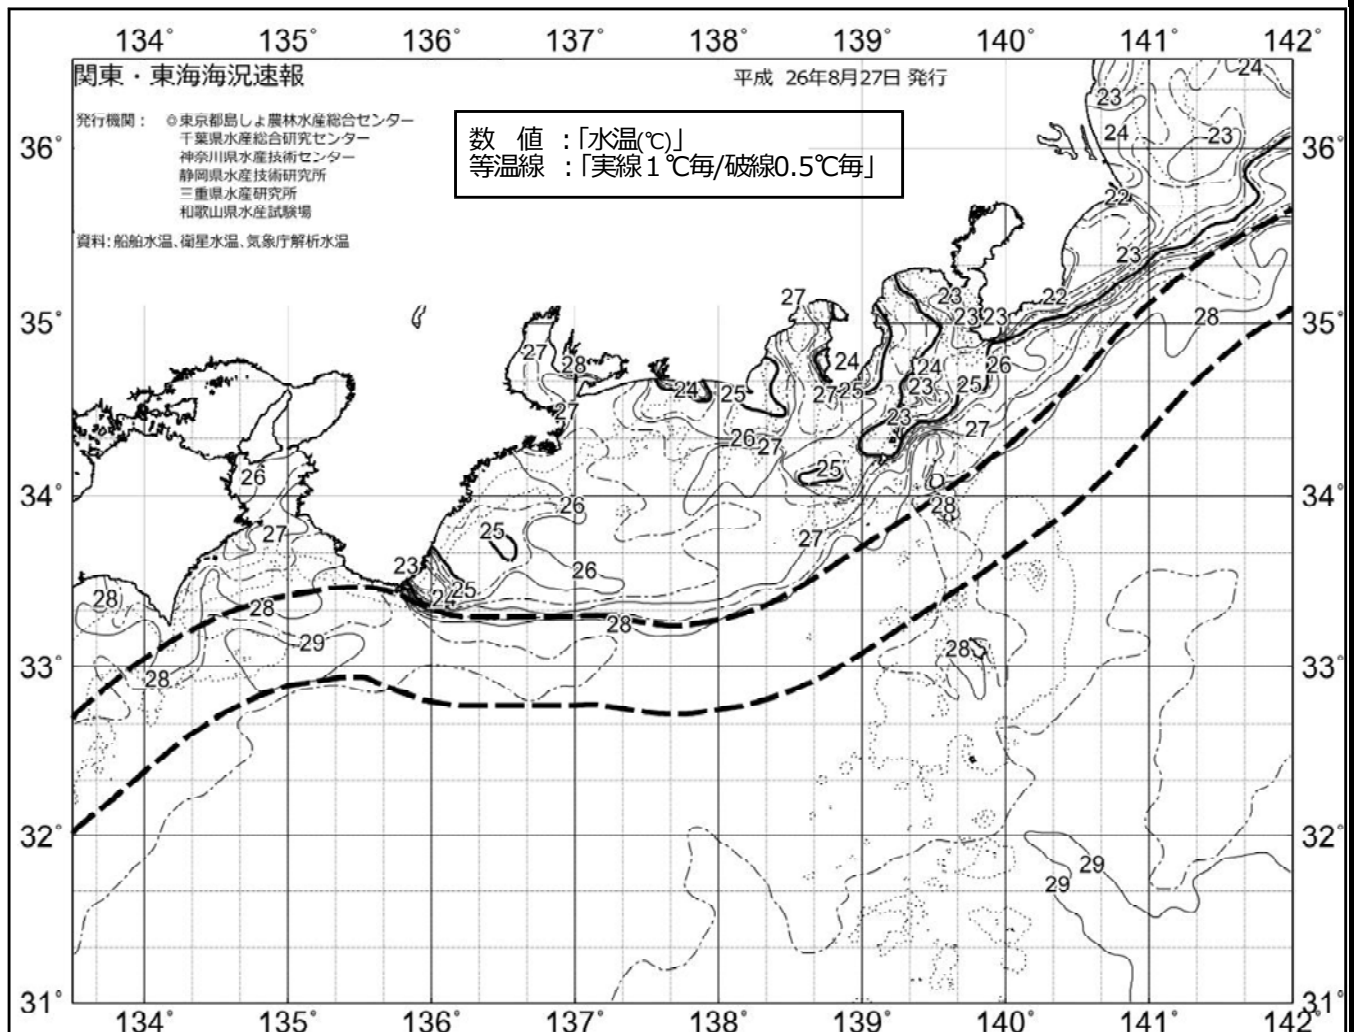 134° 135° 136° 137° 138° 139° 140° 141° 142°
関東・東海海況速報
平成 26年8月27日 発行
発行機関： ©東京都島しょ農林水産総合センター
千葉県水産総合研究センター
神奈川県水産技術センター
静岡県水産技術研究所
三重県水産研究所
和歌山県水産試験場
資料：船舶水温、衛星水温、気象庁解析水温
数 値 ：「水温(℃)」
等温線 ：「実線１℃毎/破線0.5℃毎」
24
23
24 23
36° 36°
22
23
27 23 22
35° 23 23 28 35°
27 28 24 24 26
24 25 27 25 23 25
27 23
26 27 27
26 25
34° 26 28 34°
27 25 27
23 26
28 24 25
28 28
29 28
33° 28 33°
32° 32°
29
29
31° 31°
134° 135° 136° 137° 138° 139° 140° 141° 142°